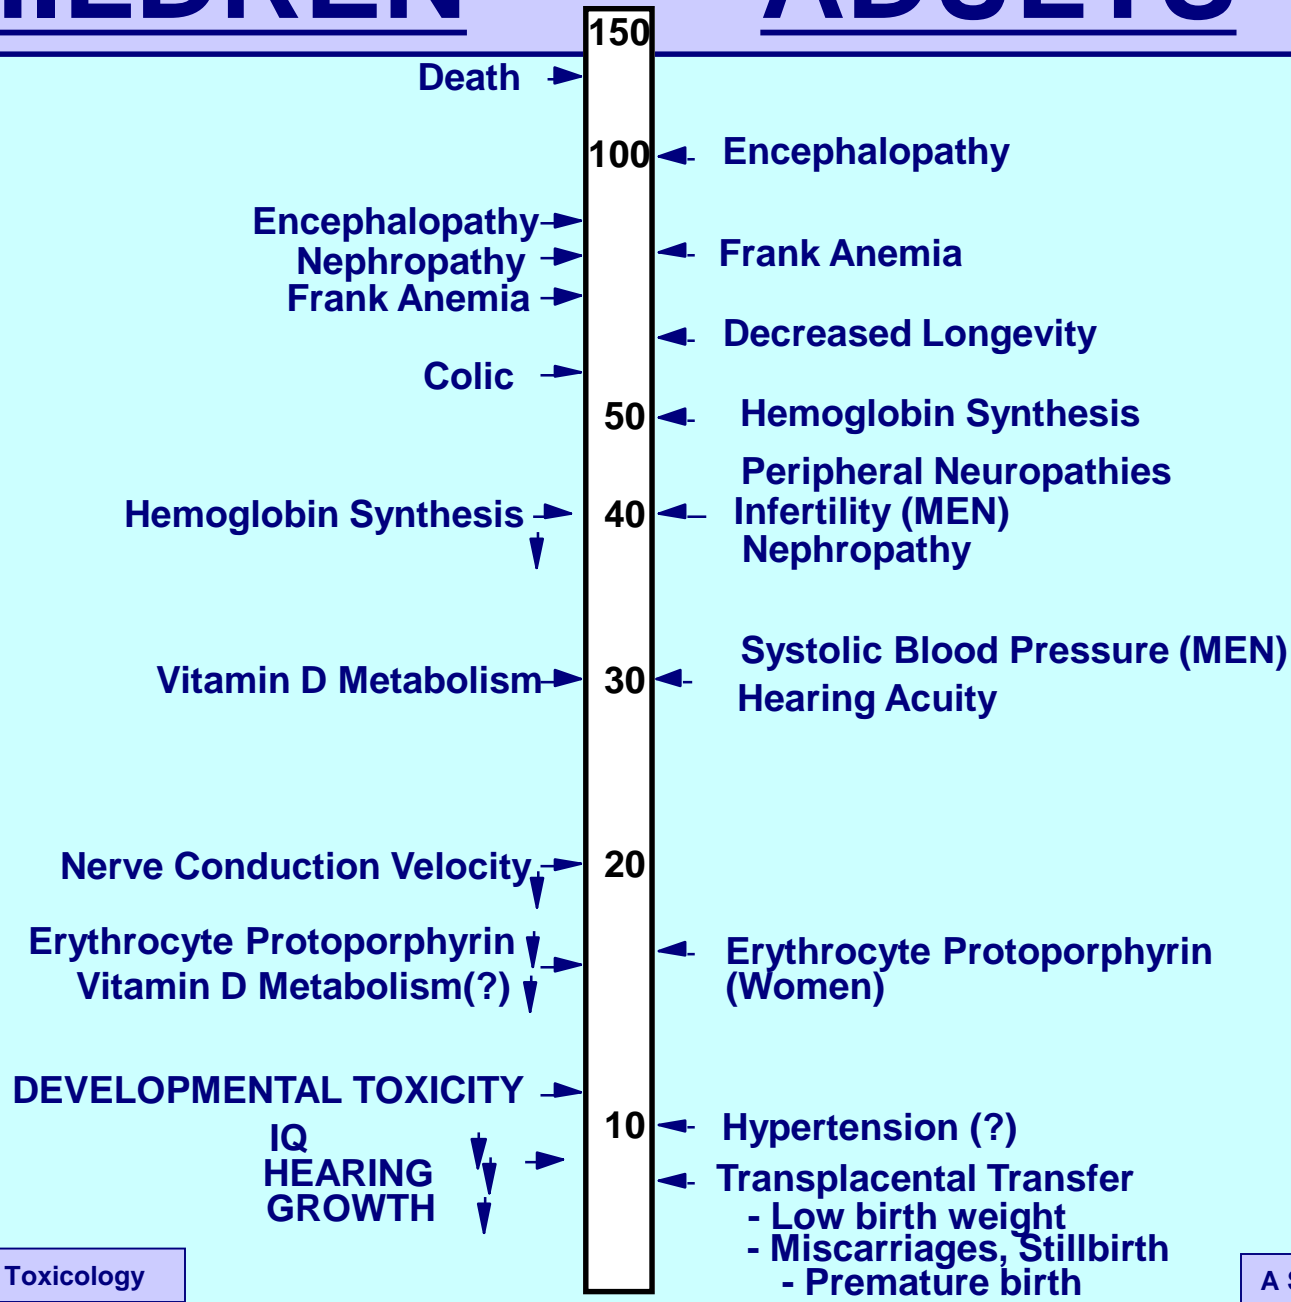 ADULTS
150
Death
100
Encephalopathy
Encephalopathy
Nephropathy
Frank Anemia
Frank Anemia
Decreased Longevity
Colic
50
Hemoglobin Synthesis
Peripheral Neuropathies
Hemoglobin Synthesis
40
Infertility (MEN)
Nephropathy
Systolic Blood Pressure (MEN)
Vitamin D Metabolism
30
Hearing Acuity
Nerve Conduction Velocity
20
Erythrocyte Protoporphyrin
Vitamin D Metabolism(?)
Erythrocyte Protoporphyrin
(Women)
DEVELOPMENTAL TOXICITY
10
Hypertension (?)
IQ
HEARING
GROWTH
Transplacental Transfer
- Low birth weight
- Miscarriages, Stillbirth
- Premature birth
Toxicology
A